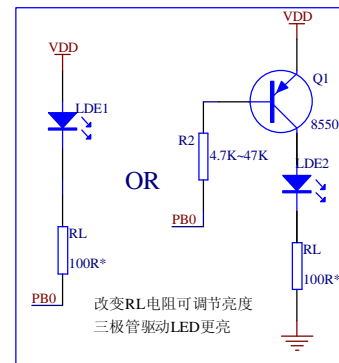 VDD
LDE1
RL
100R*
PB0
OR
VDD
Q1
8550
R2
4.7K~47K
PB0
LDE2
RL
100R*
改变RL电阻可调节亮度
三极管驱动LED更亮